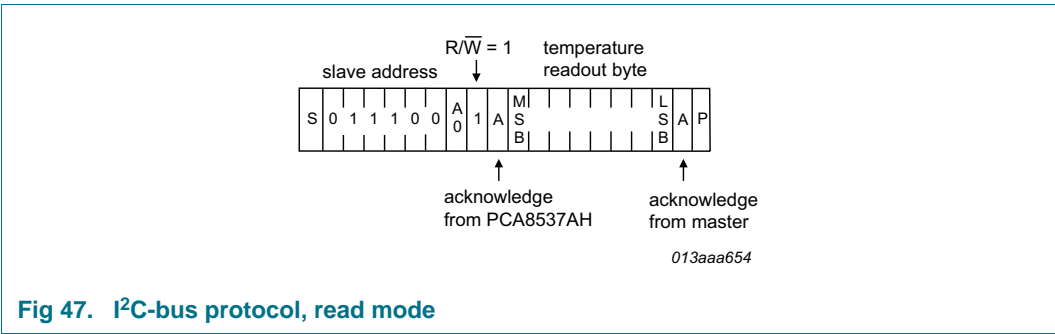 R/W̅ = 1
temperature
readout byte
slave address
S 0 1 1 1 0 0 A0 1 A MSB LSB A P
acknowledge
from PCA8537AH
acknowledge
from master
013aaa654
Fig 47. I²C-bus protocol, read mode